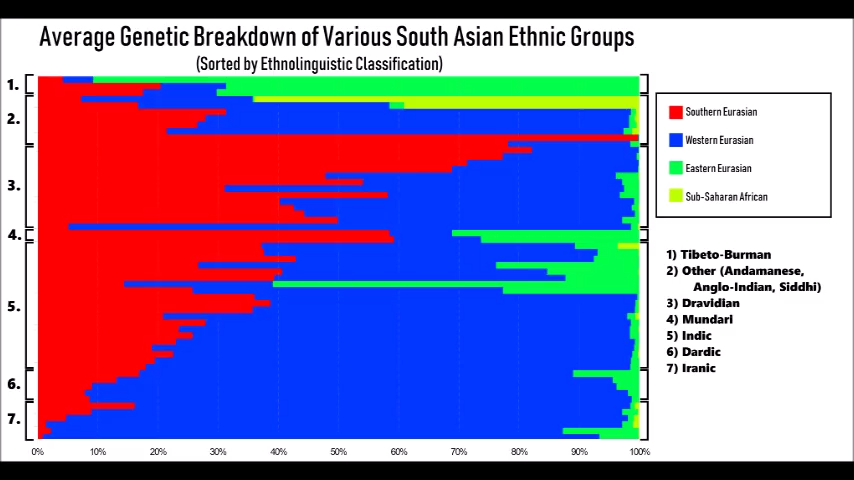 Average Genetic Breakdown of Various South Asian Ethnic Groups
(Sorted by Ethnolinguistic Classification)
1.
2.
3.
4.
5.
6.
7.
0% 10% 20% 30% 40% 50% 60% 70% 80% 90% 100%
Southern Eurasian
Western Eurasian
Eastern Eurasian
Sub-Saharan African
1) Tibeto-Burman
2) Other (Andamanese,
Anglo-Indian, Siddhi)
3) Dravidian
4) Mundari
5) Indic
6) Dardic
7) Iranic